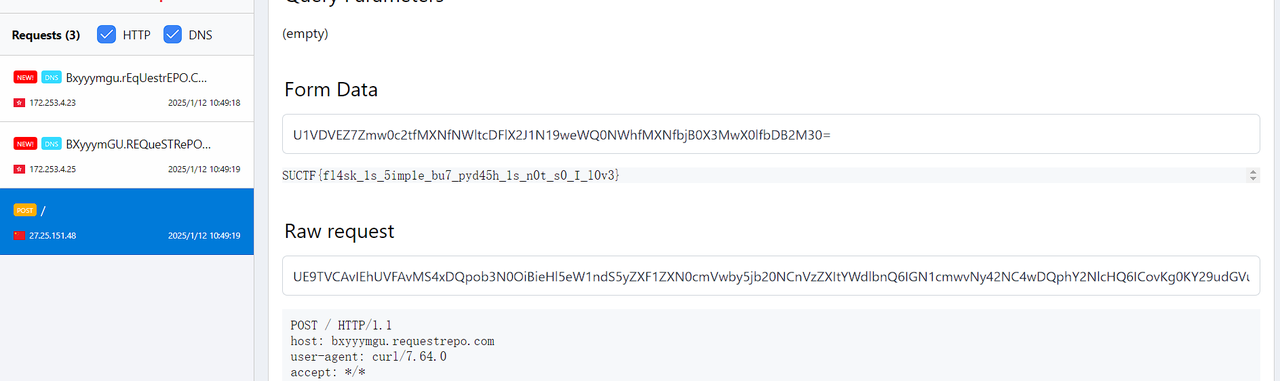 Query Parameters
Requests (3) HTTP DNS
(empty)
NEW! DNS Bxyyymgu.rEqUestrEPO.C...
172.253.4.23 2025/1/12 10:49:18
NEW! DNS BXyyymGU.REQueSTRePO...
172.253.4.25 2025/1/12 10:49:19
POST /
27.25.151.48 2025/1/12 10:49:19
Form Data
U1VDVEZ7Zmw0c2tfMXNfNWltcDFlX2J1N19weWQ0NWhfMXNfbjB0X3MwX0lfbDB2M30=
SUCTF{fl4sk_1s_5imp1e_bu7_pyd45h_1s_n0t_s0_I_l0v3}
Raw request
UE9TVCAvIEhUVFAvMS4xDQpob3N0OiBieHl5eW1ndS5yZXF1ZXN0cmVwby5jb20NCnVzZXItYWdlbnQ6IGN1cmwvNy42NC4wDQphY2NlcHQ6ICovKg0KY29udGVu
POST / HTTP/1.1
host: bxyyymgu.requestrepo.com
user-agent: curl/7.64.0
accept: */*